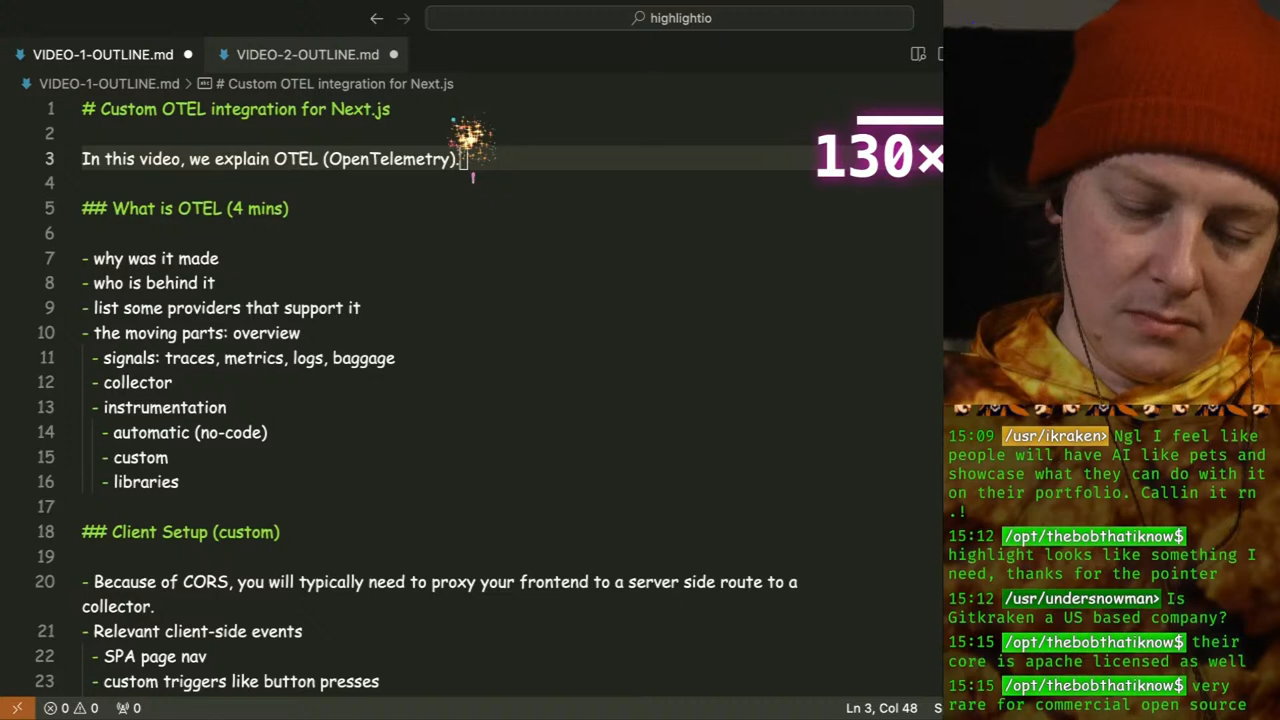 highlightio
VIDEO-1-OUTLINE.md
VIDEO-2-OUTLINE.md
VIDEO-1-OUTLINE.md > # Custom OTEL integration for Next.js
1 # Custom OTEL integration for Next.js
2
3 In this video, we explain OTEL (OpenTelemetry).
4
5 ## What is OTEL (4 mins)
6
7 - why was it made
8 - who is behind it
9 - list some providers that support it
10 - the moving parts: overview
11 - signals: traces, metrics, logs, baggage
12 - collector
13 - instrumentation
14 - automatic (no-code)
15 - custom
16 - libraries
17
18 ## Client Setup (custom)
19
20 - Because of CORS, you will typically need to proxy your frontend to a server side route to a
collector.
21 - Relevant client-side events
22 - SPA page nav
23 - custom triggers like button presses
0 0 0 Ln 3, Col 48 S
130×
15:09 /usr/ikraken> Ngl I feel like
people will have AI like pets and
showcase what they can do with it
on their portfolio. Callin it rn
.!
15:12 /opt/thebobthatiknow$
highlight looks like something I
need, thanks for the pointer
15:12 /usr/undersnowman> Is
Gitkraken a US based company?
15:15 /opt/thebobthatiknow$ their
core is apache licensed as well
15:15 /opt/thebobthatiknow$ very
rare for commercial open source